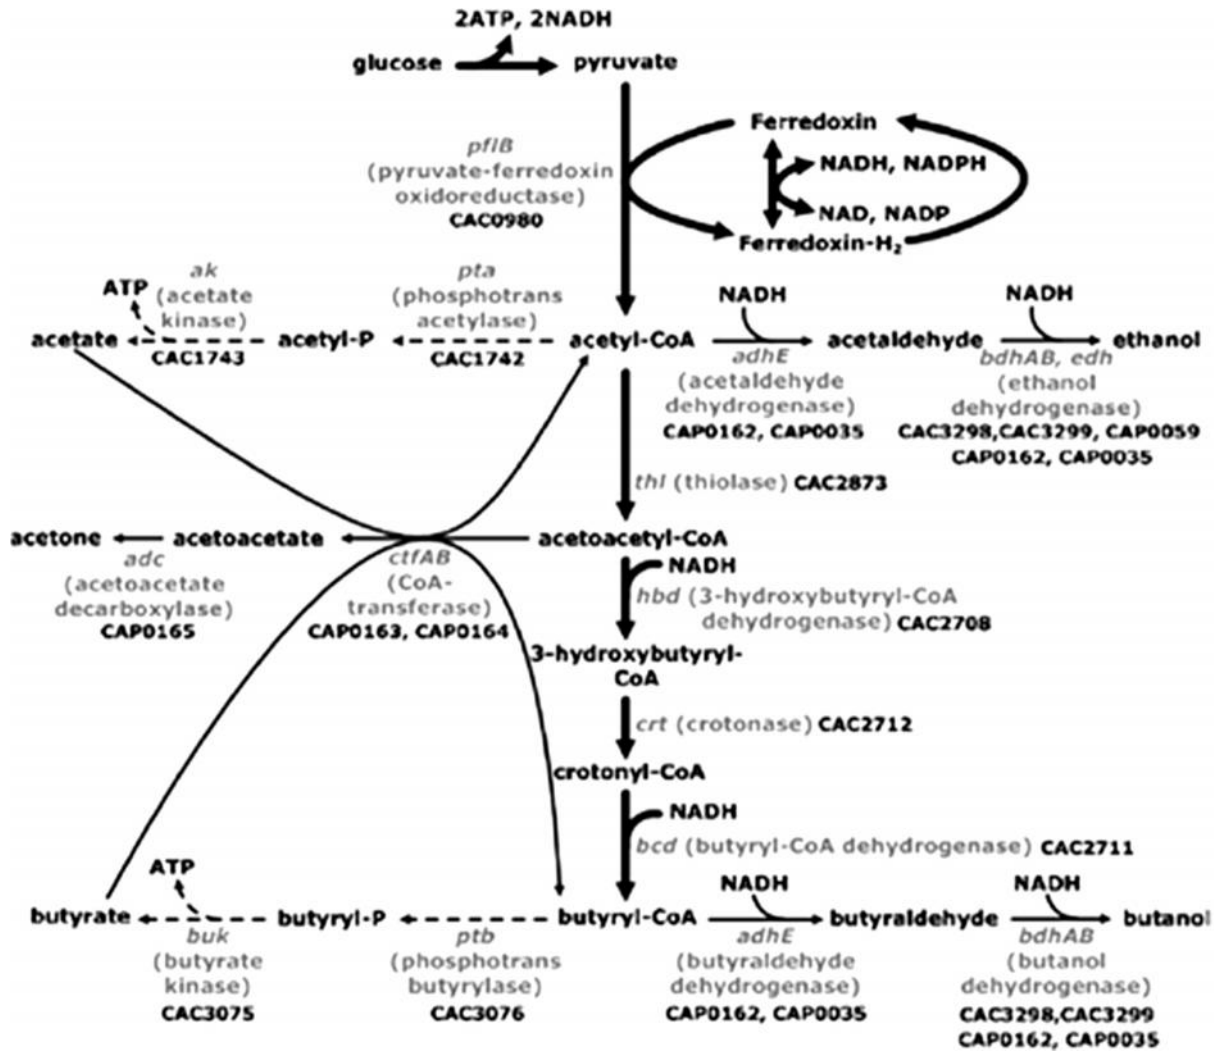 2ATP, 2NADH
glucose
pyruvate
pflB
(pyruvate-ferredoxin
oxidoreductase)
CAC0980
Ferredoxin
NADH, NADPH
NAD, NADP
Ferredoxin-H₂
ATP
ak
(acetate
kinase)
CAC1743
pta
(phosphotrans
acetylase)
CAC1742
NADH
NADH
acetate
acetyl-P
acetyl-CoA
acetaldehyde
ethanol
adhE
(acetaldehyde
dehydrogenase)
CAP0162, CAP0035
bdhAB, edh
(ethanol
dehydrogenase)
CAC3298,CAC3299, CAP0059
CAP0162, CAP0035
thl (thiolase) CAC2873
acetone
acetoacetate
acetoacetyl-CoA
adc
(acetoacetate
decarboxylase)
CAP0165
ctfAB
(CoA-
transferase)
CAP0163, CAP0164
NADH
hbd (3-hydroxybutyryl-CoA
dehydrogenase) CAC2708
3-hydroxybutyryl-
CoA
crt (crotonase) CAC2712
crotonyl-CoA
NADH
bcd (butyryl-CoA dehydrogenase) CAC2711
ATP
NADH
NADH
butyrate
butyryl-P
butyryl-CoA
butyraldehyde
butanol
buk
(butyrate
kinase)
CAC3075
ptb
(phosphotrans
butyrylase)
CAC3076
adhE
(butyraldehyde
dehydrogenase)
CAP0162, CAP0035
bdhAB
(butanol
dehydrogenase)
CAC3298,CAC3299
CAP0162, CAP0035